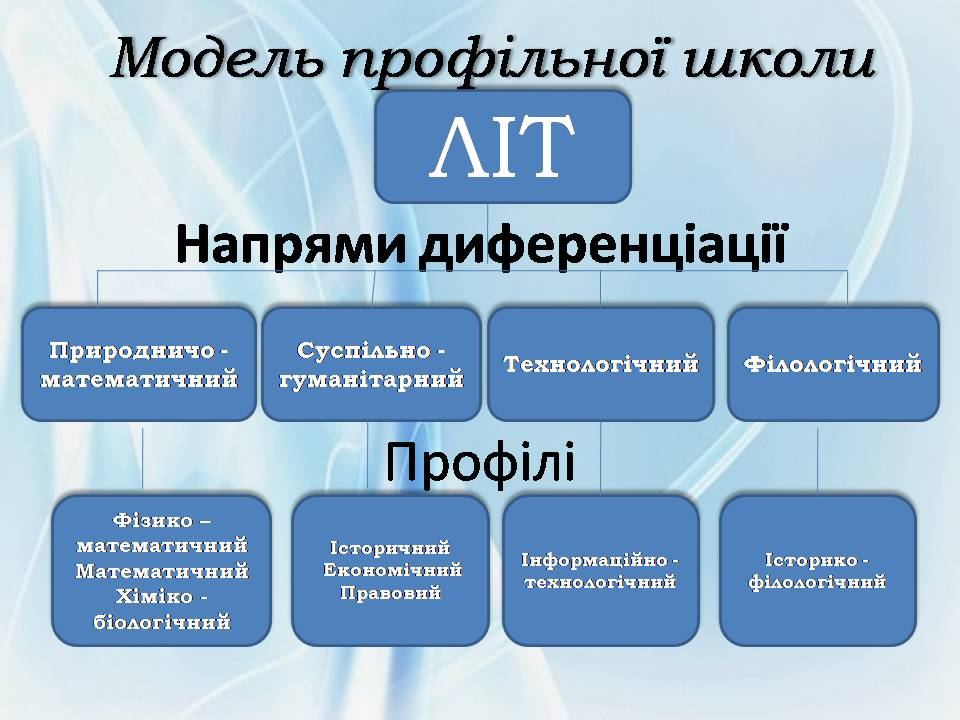 Модель профільної школи
ЛІТ
Напрями диференціації
Природничо -
математичний
Суспільно -
гуманітарний
Технологічний
Філологічний
Профілі
Фізико –
математичний
Математичний
Хіміко -
біологічний
Історичний
Економічний
Правовий
Інформаційно -
технологічний
Історико -
філологічний